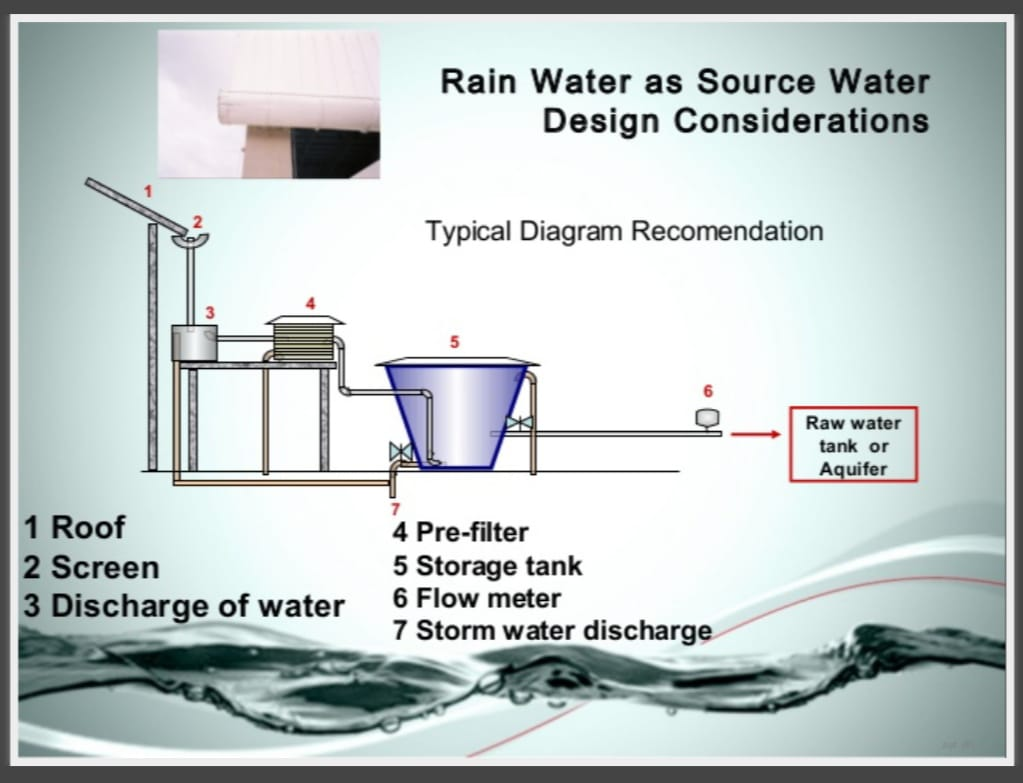 Rain Water as Source Water
Design Considerations
Typical Diagram Recomendation
1
2
3
4
5
6
Raw water
tank or
Aquifer
7
1 Roof
2 Screen
3 Discharge of water
4 Pre-filter
5 Storage tank
6 Flow meter
7 Storm water discharge